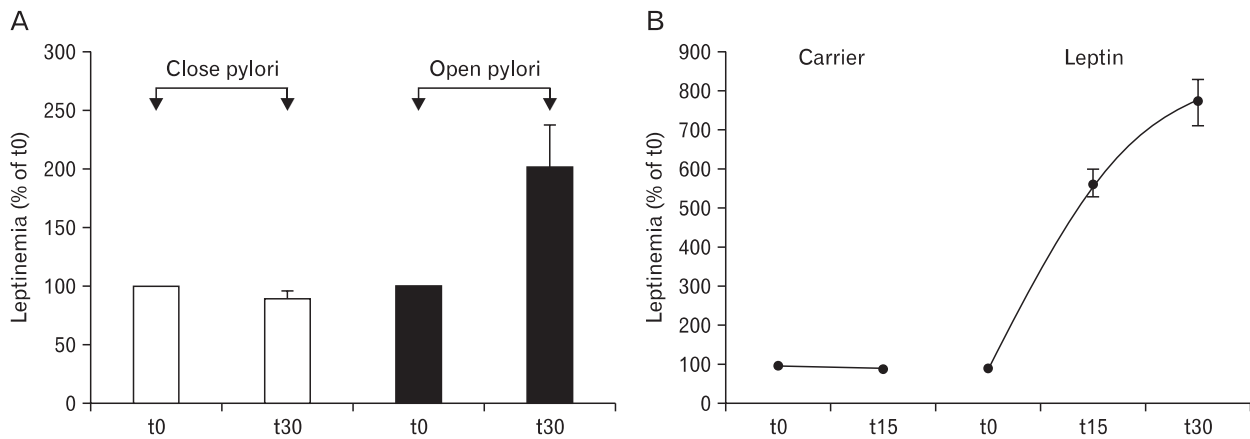 A
Leptinemia (% of t0)
300
250
200
150
100
50
0
Close pylori
Open pylori
t0
t30
t0
t30
B
Leptinemia (% of t0)
900
800
700
600
500
400
300
200
100
0
Carrier
Leptin
t0
t15
t0
t15
t30